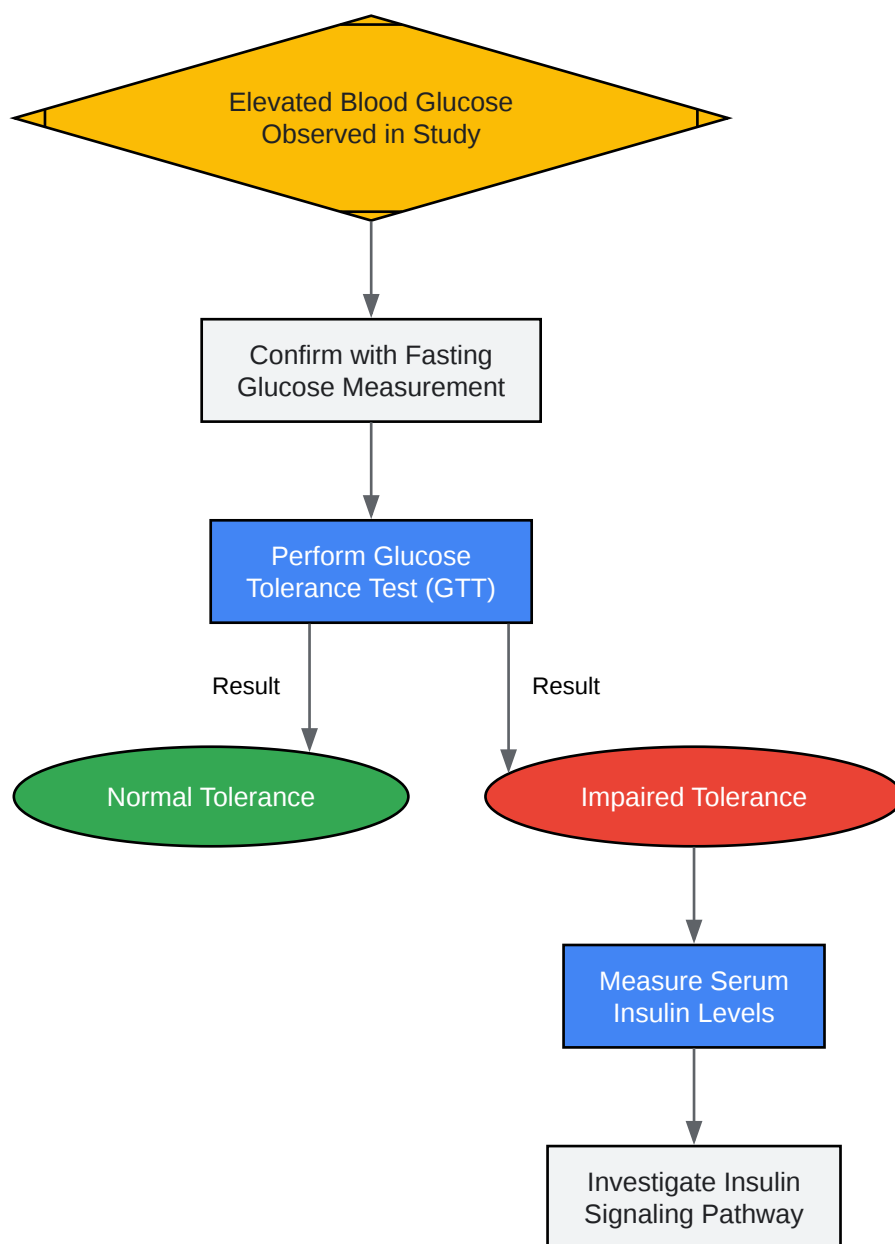 Elevated Blood Glucose
Observed in Study
Confirm with Fasting
Glucose Measurement
Perform Glucose
Tolerance Test (GTT)
Result
Result
Normal Tolerance
Impaired Tolerance
Measure Serum
Insulin Levels
Investigate Insulin
Signaling Pathway